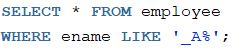 SELECT * FROM employee
WHERE ename LIKE '_A%';